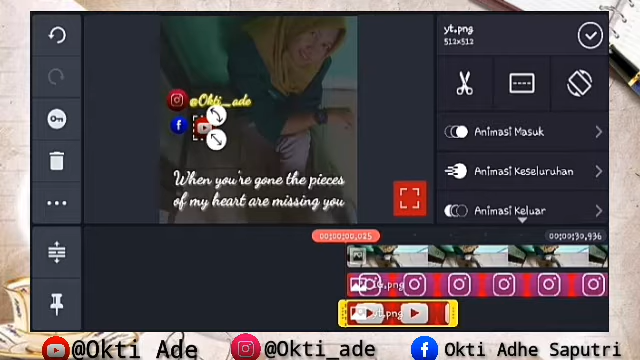 yt.png
512x512
@Okti_ade
When you're gone the pieces
of my heart are missing you
Animasi Masuk
Animasi Keseluruhan
Animasi Keluar
00:00:00,025
00:00:30,936
@Okti Ade
@Okti_ade
Okti Adhe Saputri